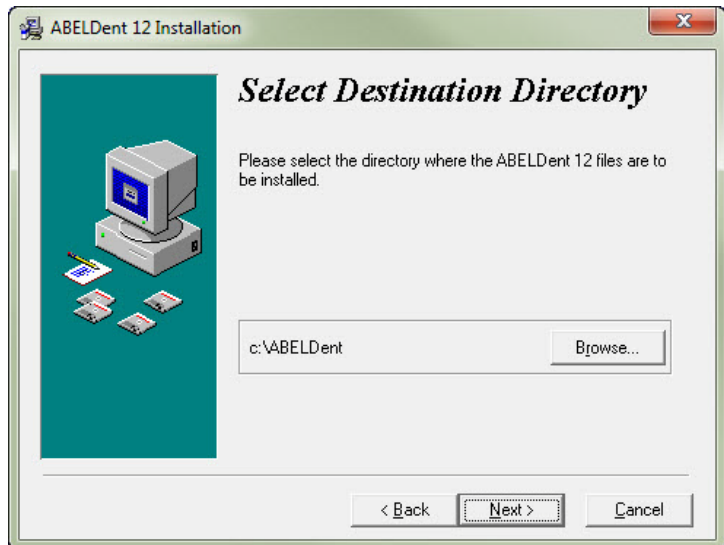 ABELDent 12 Installation
Select Destination Directory
Please select the directory where the ABELDent 12 files are to
be installed.
c:\ABELDent
Browse...
< Back
Next >
Cancel